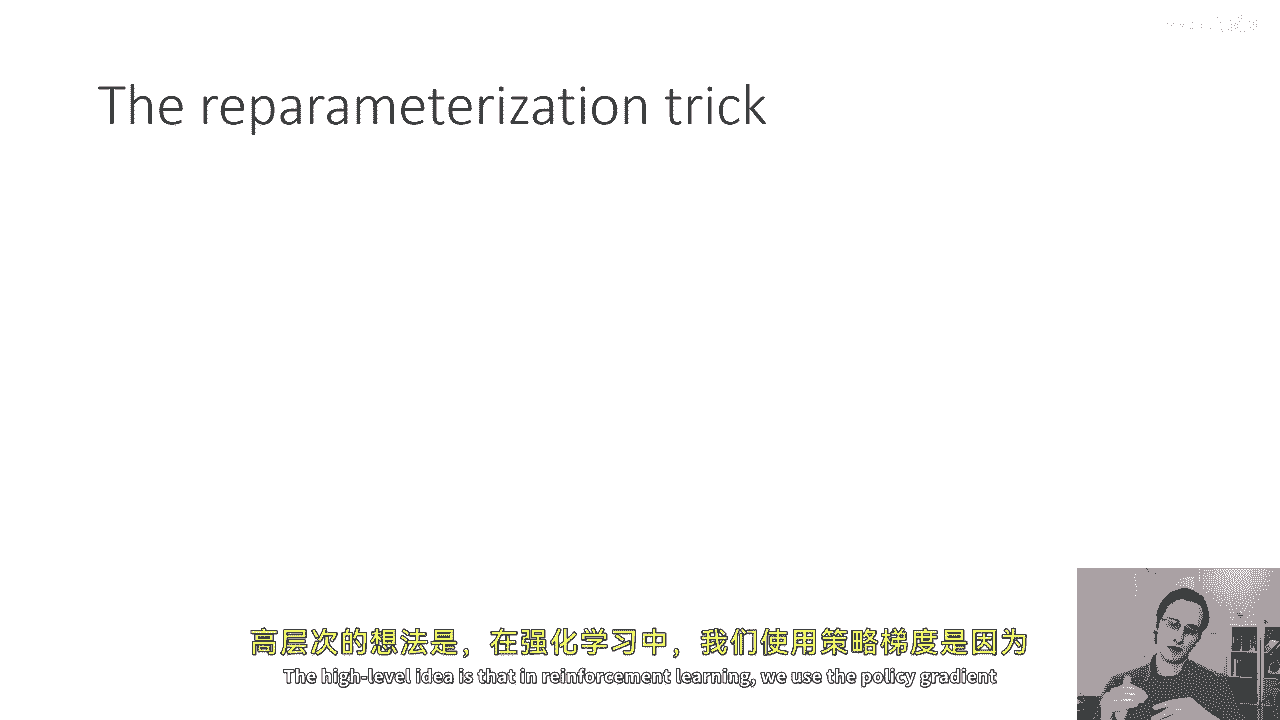 The reparameterization trick
高层次的想法是，在强化学习中，我们使用策略梯度是因为
The high-level idea is that in reinforcement learning, we use the policy gradient